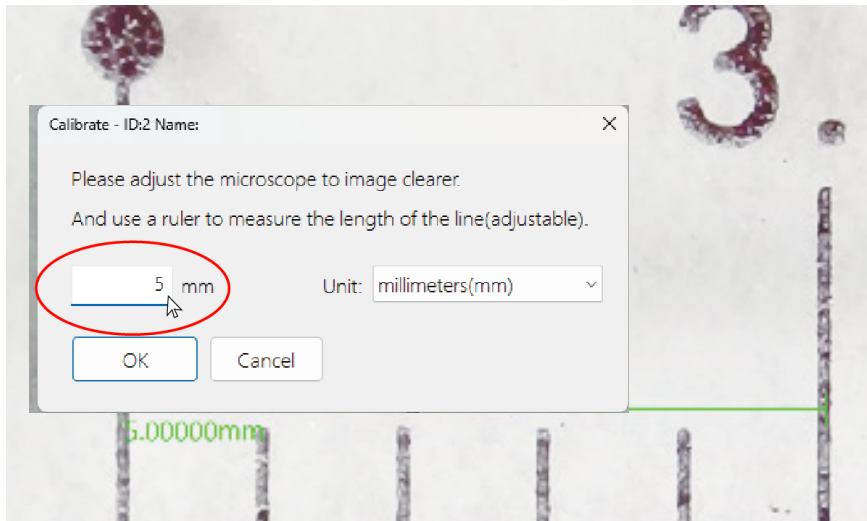 3.
Calibrate - ID:2 Name:
Please adjust the microscope to image clearer.
And use a ruler to measure the length of the line(adjustable).
5 mm
Unit: millimeters(mm)
OK
Cancel
5.00000mm